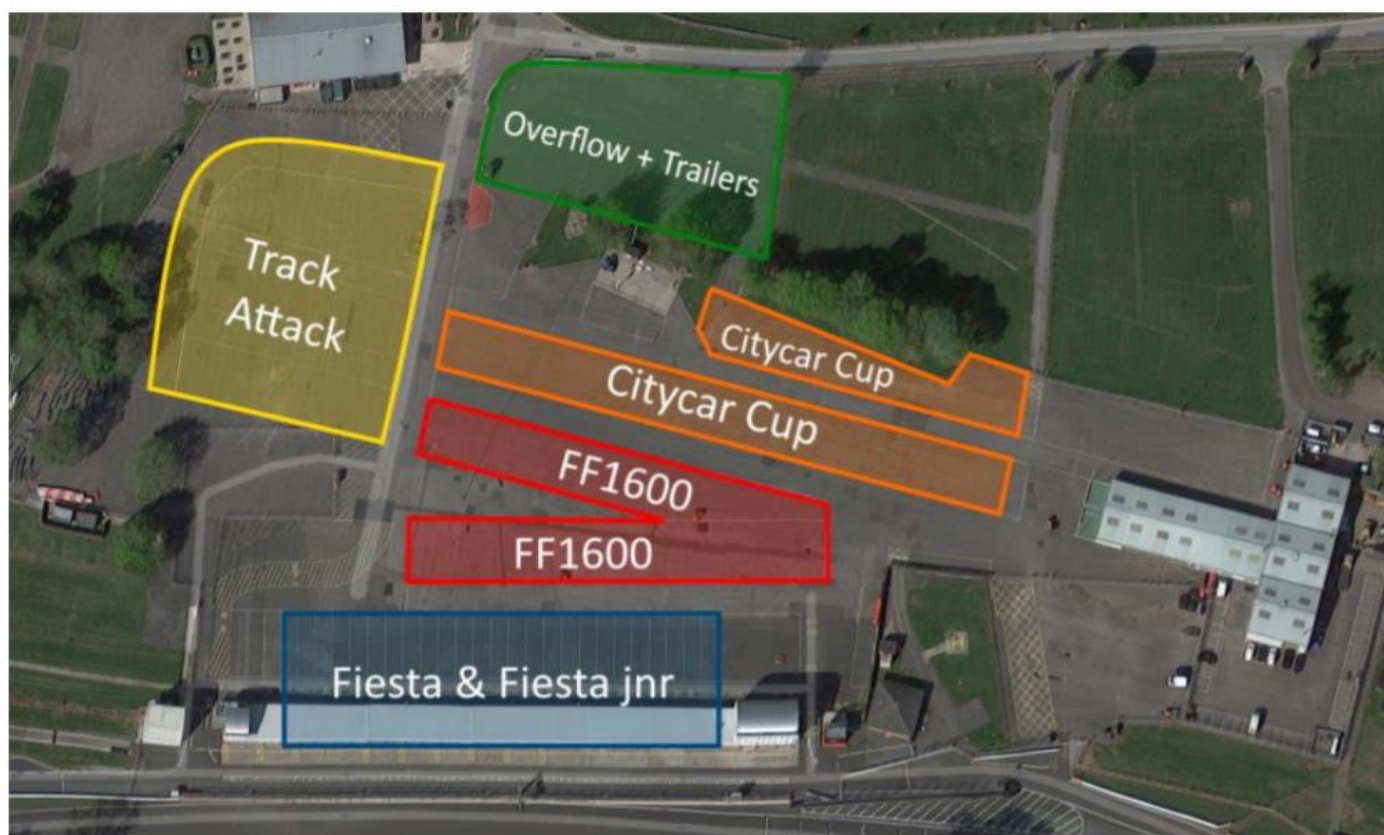 Overflow + Trailers
Track
Attack
Citycar Cup
Citycar Cup
FF1600
FF1600
Fiesta & Fiesta jnr